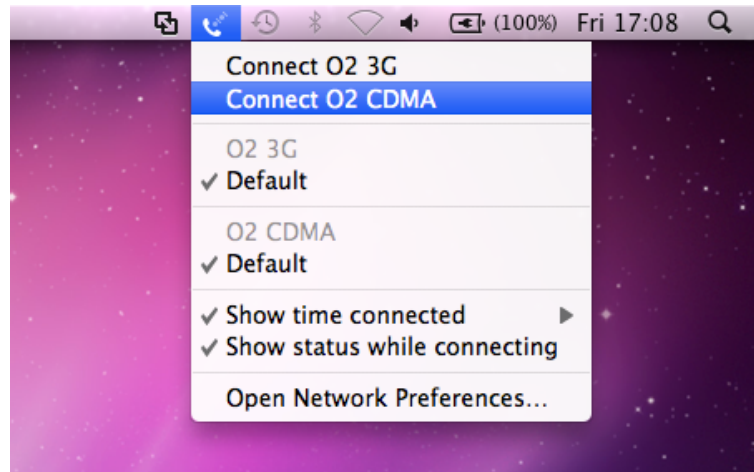 (100%) Fri 17:08
Connect O2 3G
Connect O2 CDMA
O2 3G
✓ Default
O2 CDMA
✓ Default
✓ Show time connected ▶
✓ Show status while connecting
Open Network Preferences...